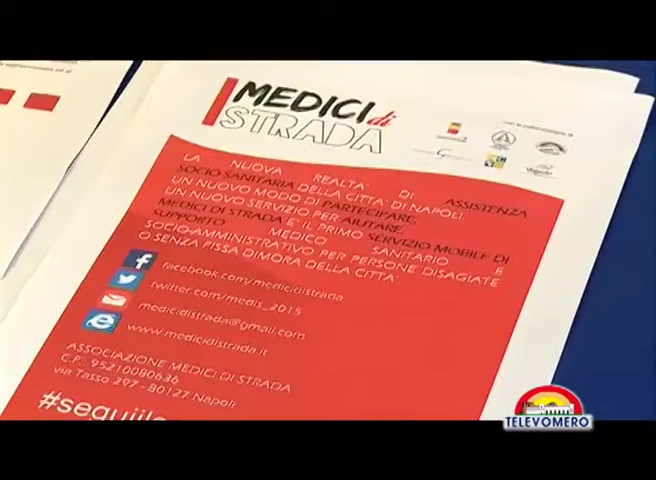 MEDICI di
STRADA
LA NUOVA REALTA' DI ASSISTENZA
SOCIO-SANITARIA DELLA CITTA' DI NAPOLI.
UN NUOVO MODO DI PARTECIPARE.
UN NUOVO SERVIZIO PER AIUTARE.
MEDICI DI STRADA E' IL PRIMO SERVIZIO MOBILE DI
SUPPORTO MEDICO SANITARIO E
SOCIO-AMMINISTRATIVO PER PERSONE DISAGIATE
O SENZA FISSA DIMORA DELLA CITTA'.
facebook.com/medicidistrada
twitter.com/medis_2015
medicidistrada@gmail.com
www.medicidistrada.it
ASSOCIAZIONE MEDICI DI STRADA
C.F. 95210080636
via Tasso 297 - 80127 Napoli
TELEVOMERO